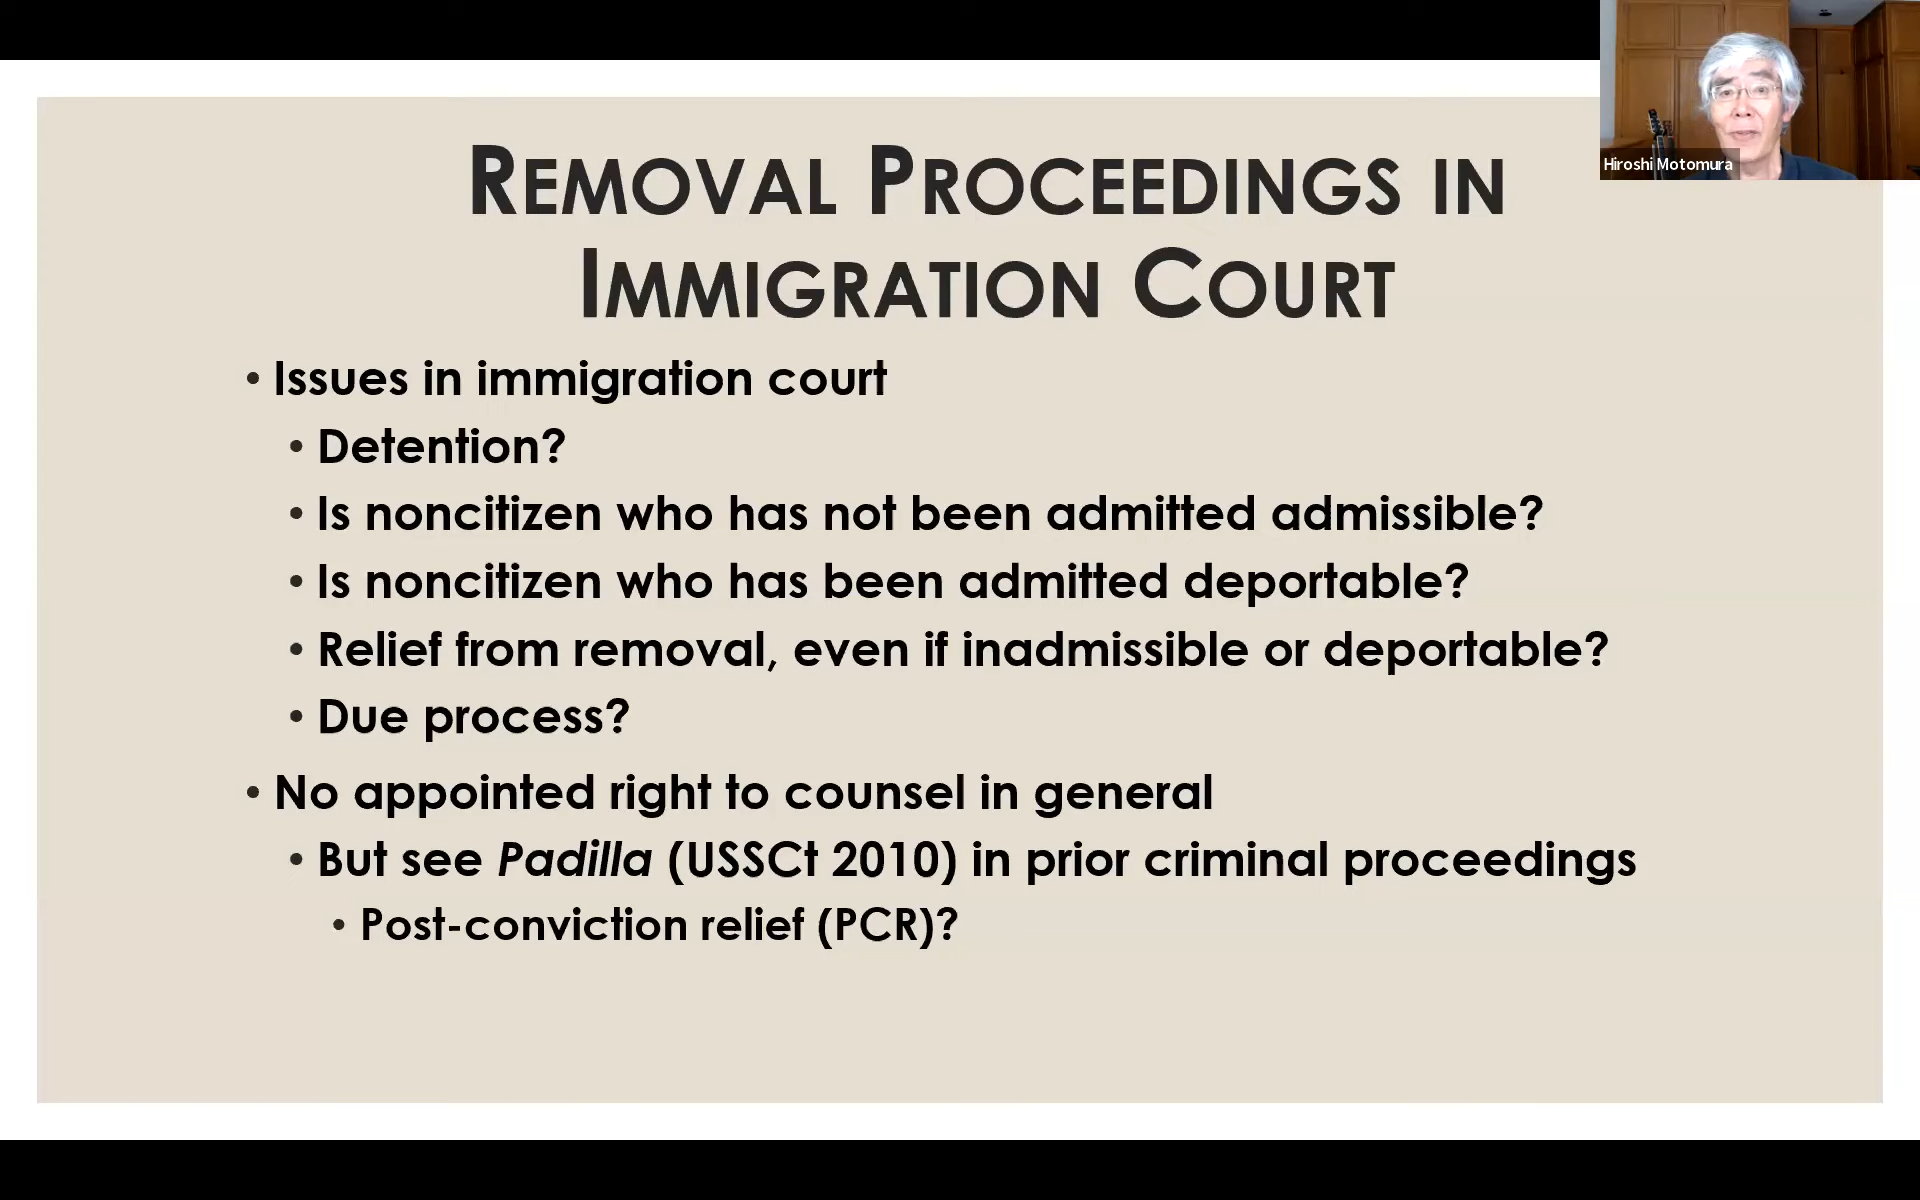 Hiroshi Motomura
REMOVAL PROCEEDINGS IN
IMMIGRATION COURT
• Issues in immigration court
• Detention?
• Is noncitizen who has not been admitted admissible?
• Is noncitizen who has been admitted deportable?
• Relief from removal, even if inadmissible or deportable?
• Due process?
• No appointed right to counsel in general
• But see Padilla (USSCt 2010) in prior criminal proceedings
• Post-conviction relief (PCR)?